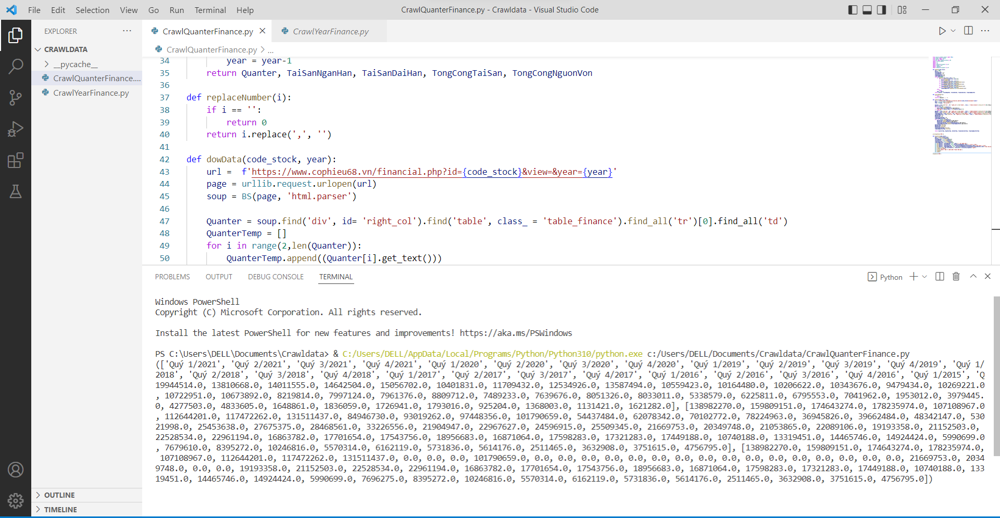 File Edit Selection View Go Run Terminal Help
CrawlQuanterFinance.py - Crawldata - Visual Studio Code
EXPLORER
CRAWLDATA
__pycache__
CrawlQuanterFinance....
CrawlYearFinance.py
OUTLINE
TIMELINE
CrawlQuanterFinance.py
CrawlYearFinance.py
CrawlQuanterFinance.py > ...
34 year = year-1
35 return Quanter, TaiSanNganHan, TaiSanDaiHan, TongCongTaiSan, TongCongNguonVon
36
37 def replaceNumber(i):
38 if i == '':
39 return 0
40 return i.replace(',', '')
41
42 def dowData(code_stock, year):
43 url = f'https://www.cophieu68.vn/financial.php?id={code_stock}&view=&year={year}'
44 page = urllib.request.urlopen(url)
45 soup = BS(page, 'html.parser')
46
47 Quanter = soup.find('div', id= 'right_col').find('table', class_ = 'table_finance').find_all('tr')[0].find_all('td')
48 QuanterTemp = []
49 for i in range(2,len(Quanter)):
50 QuanterTemp.append((Quanter[i].get_text()))
PROBLEMS OUTPUT DEBUG CONSOLE TERMINAL
Python
Windows PowerShell
Copyright (C) Microsoft Corporation. All rights reserved.
Install the latest PowerShell for new features and improvements! https://aka.ms/PSWindows
PS C:\Users\DELL\Documents\Crawldata> & C:/Users/DELL/AppData/Local/Programs/Python/Python310/python.exe c:/Users/DELL/Documents/Crawldata/CrawlQuanterFinance.py
(['Quý 1/2021', 'Quý 2/2021', 'Quý 3/2021', 'Quý 4/2021', 'Quý 1/2020', 'Quý 2/2020', 'Quý 3/2020', 'Quý 4/2020', 'Quý 1/2019', 'Quý 2/2019', 'Quý 3/2019', 'Quý 4/2019', 'Quý 1/
2018', 'Quý 2/2018', 'Quý 3/2018', 'Quý 4/2018', 'Quý 1/2017', 'Quý 2/2017', 'Quý 3/2017', 'Quý 4/2017', 'Quý 1/2016', 'Quý 2/2016', 'Quý 3/2016', 'Quý 4/2016', 'Quý 1/2015', 'Q
19944514.0, 13810668.0, 14011555.0, 14642504.0, 15056702.0, 10401831.0, 11709432.0, 12534926.0, 13587494.0, 10559423.0, 10164480.0, 10206622.0, 10343676.0, 9479434.0, 10269221.0
, 10722951.0, 10673892.0, 8219814.0, 7997124.0, 7961376.0, 8809712.0, 7489233.0, 7639676.0, 8051326.0, 8033011.0, 5338579.0, 6225811.0, 6795553.0, 7041962.0, 1953012.0, 3979445.
0, 4277503.0, 4833605.0, 1648861.0, 1836059.0, 1726941.0, 1793016.0, 925204.0, 1368003.0, 1131421.0, 1621282.0], [138982270.0, 159809151.0, 174643274.0, 178235974.0, 107108967.0
, 112644201.0, 117472262.0, 131511437.0, 84946730.0, 93019262.0, 97448356.0, 101790659.0, 54437484.0, 62078342.0, 70102772.0, 78224963.0, 36945826.0, 39662484.0, 48342147.0, 530
21998.0, 25453638.0, 27675375.0, 28468561.0, 33226556.0, 21904947.0, 22967627.0, 24596915.0, 25509345.0, 21669753.0, 20349748.0, 21053865.0, 22089106.0, 19193358.0, 21152503.0,
22528534.0, 22961194.0, 16863782.0, 17701654.0, 17543756.0, 18956683.0, 16871064.0, 17598283.0, 17321283.0, 17449188.0, 10740188.0, 13319451.0, 14465746.0, 14924424.0, 5990699.0
, 7679610.0, 8395272.0, 10246816.0, 5570314.0, 6162119.0, 5731836.0, 5614176.0, 2511465.0, 3632908.0, 3751615.0, 4756795.0], [138982270.0, 159809151.0, 174643274.0, 178235974.0,
107108967.0, 112644201.0, 117472262.0, 131511437.0, 0.0, 0.0, 0.0, 101790659.0, 0.0, 0.0, 0.0, 0.0, 0.0, 0.0, 0.0, 0.0, 0.0, 0.0, 0.0, 0.0, 0.0, 0.0, 0.0, 0.0, 21669753.0, 2034
9748.0, 0.0, 0.0, 19193358.0, 21152503.0, 22528534.0, 22961194.0, 16863782.0, 17701654.0, 17543756.0, 18956683.0, 16871064.0, 17598283.0, 17321283.0, 17449188.0, 10740188.0, 133
19451.0, 14465746.0, 14924424.0, 5990699.0, 7696275.0, 8395272.0, 10246816.0, 5570314.0, 6162119.0, 5731836.0, 5614176.0, 2511465.0, 3632908.0, 3751615.0, 4756795.0])